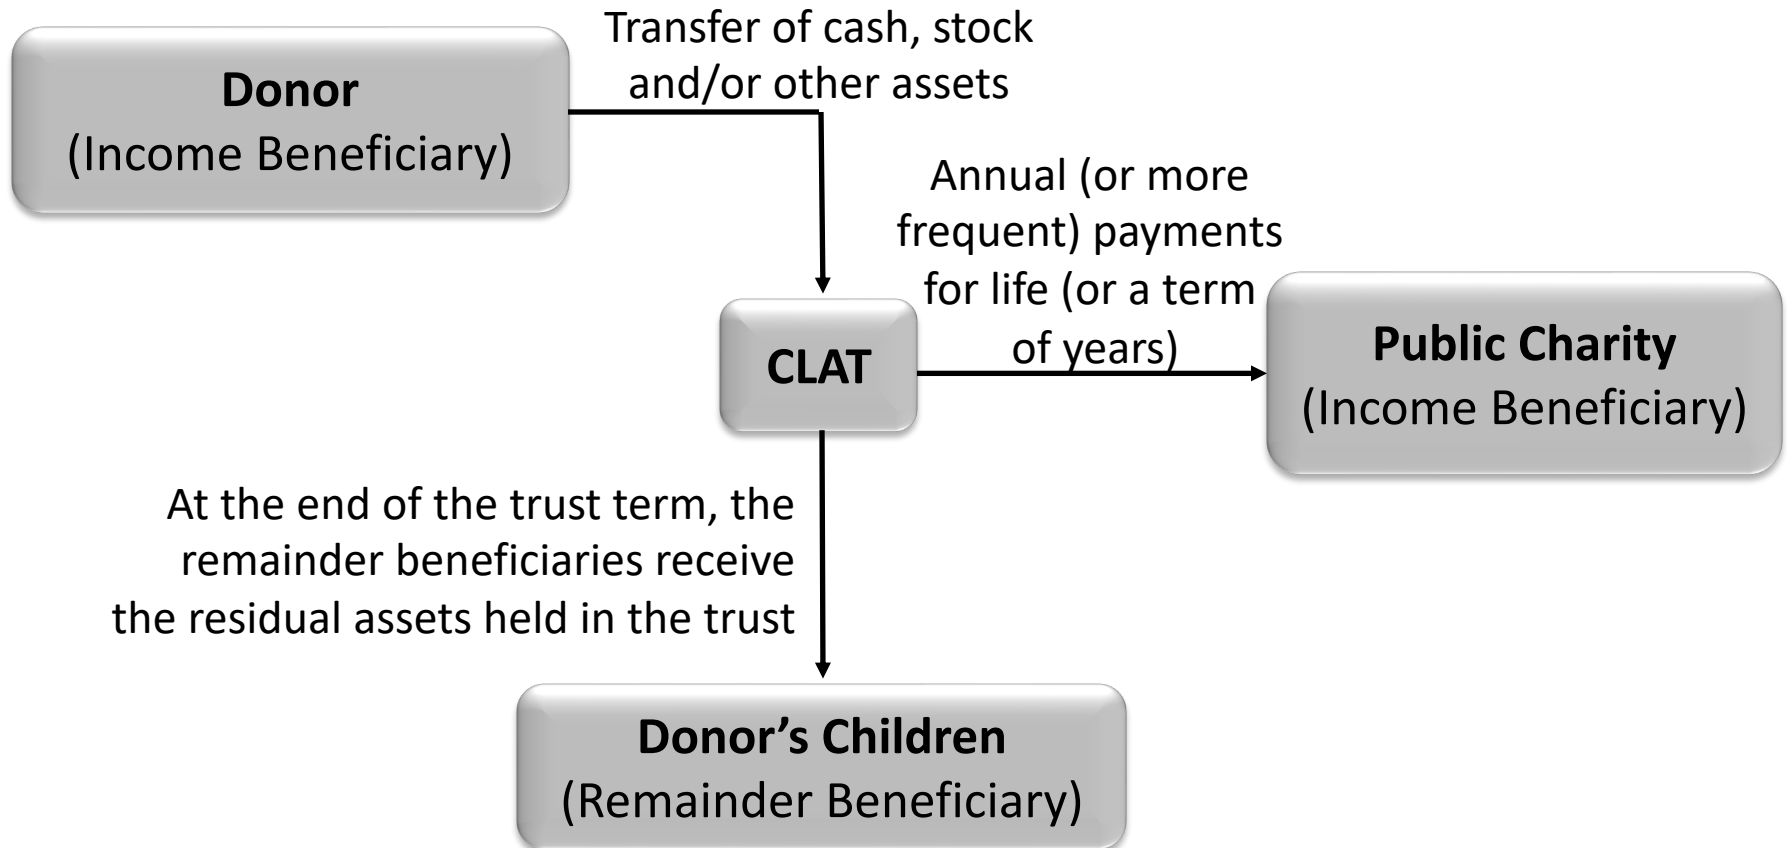 Donor
(Income Beneficiary)
Transfer of cash, stock
and/or other assets
Annual (or more
frequent) payments
for life (or a term
of years)
CLAT
Public Charity
(Income Beneficiary)
At the end of the trust term, the
remainder beneficiaries receive
the residual assets held in the trust
Donor’s Children
(Remainder Beneficiary)